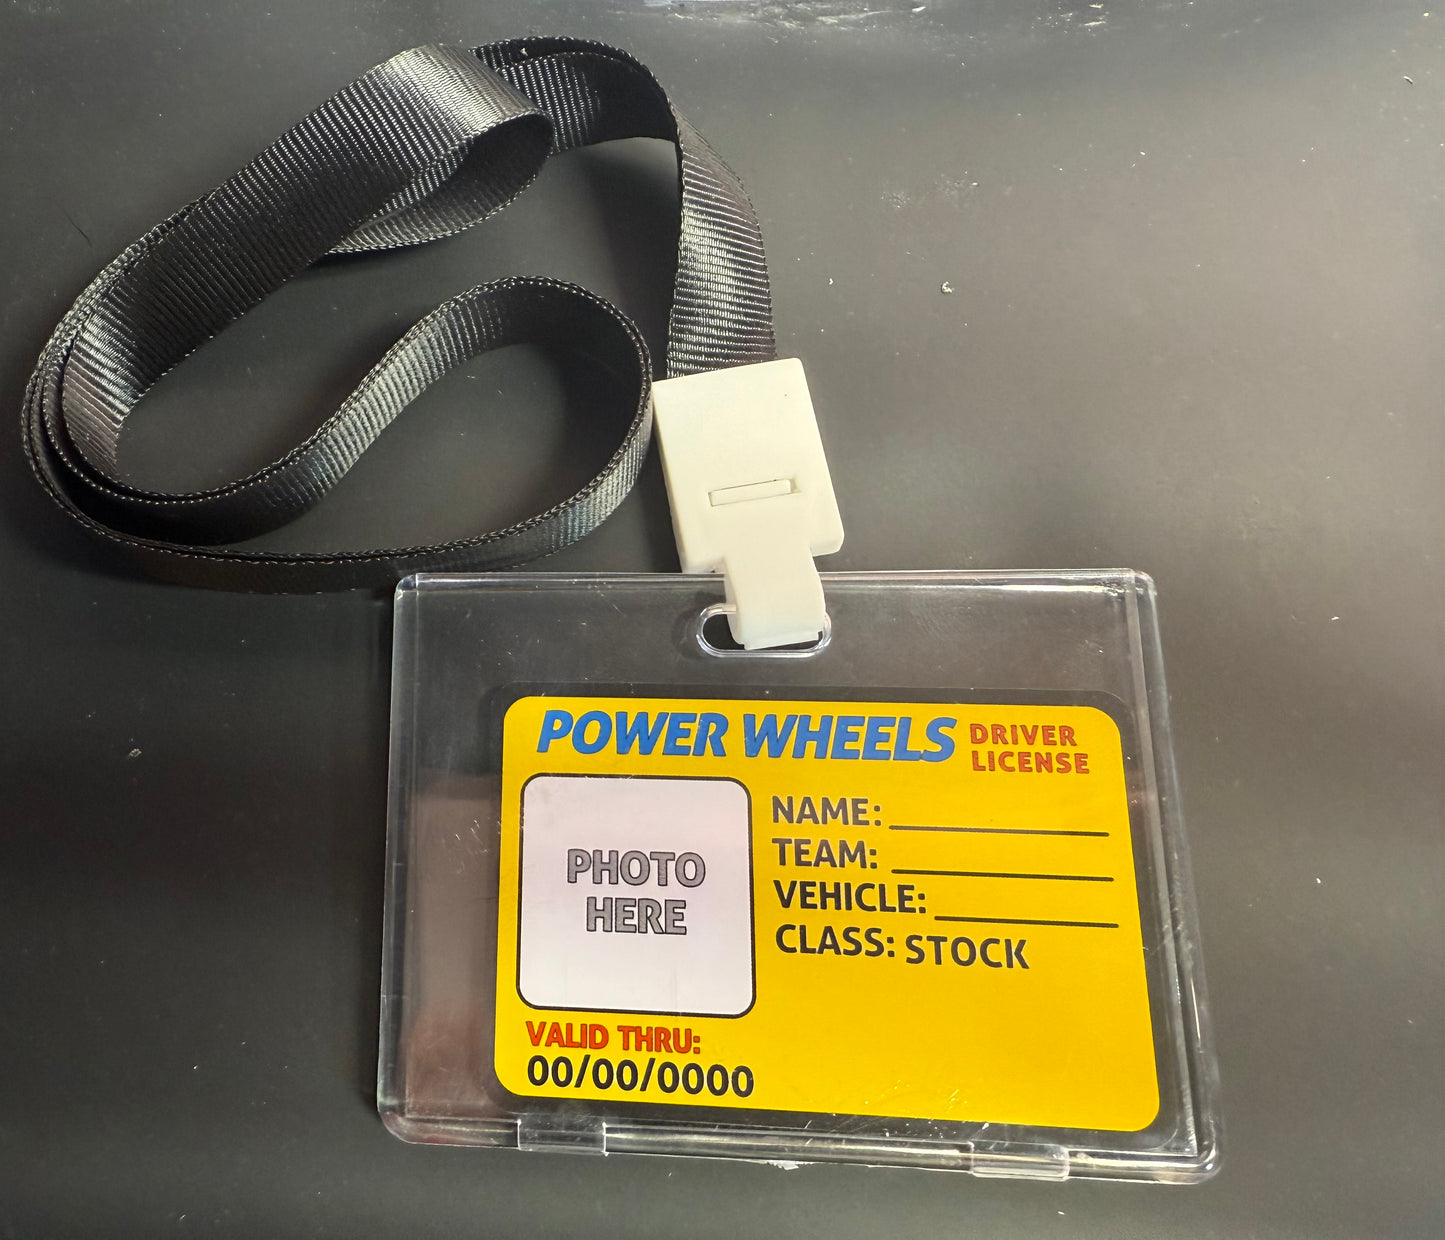 POWER WHEELS DRIVER LICENSE
PHOTO HERE
NAME:
TEAM:
VEHICLE:
CLASS: STOCK
VALID THRU:
00/00/0000